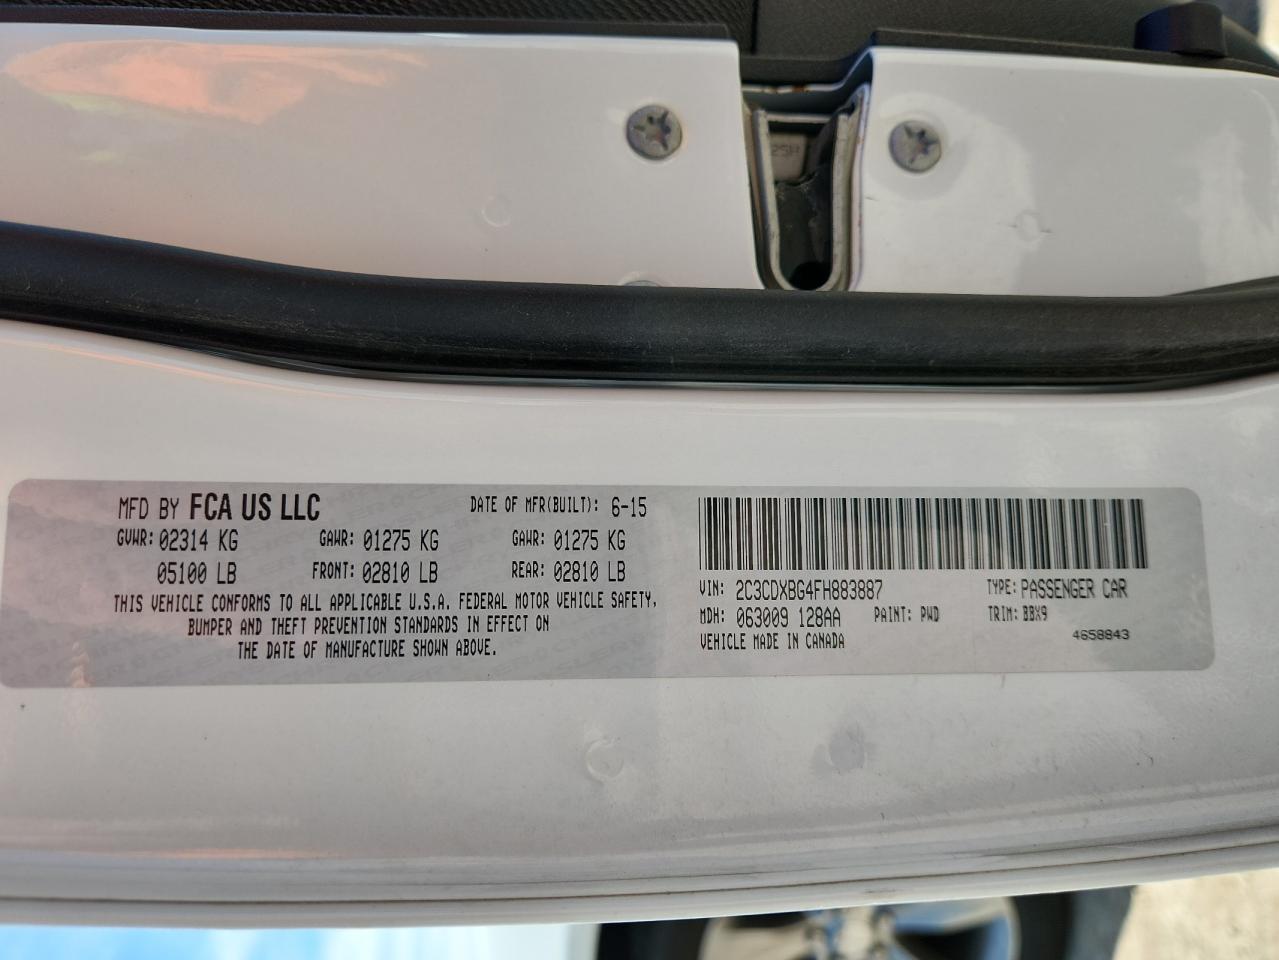 MFD BY FCA US LLC DATE OF MFR(BUILT): 6-15
GVWR: 02314 KG GAWR: 01275 KG GAWR: 01275 KG
05100 LB FRONT: 02810 LB REAR: 02810 LB
THIS VEHICLE CONFORMS TO ALL APPLICABLE U.S.A. FEDERAL MOTOR VEHICLE SAFETY,
BUMPER AND THEFT PREVENTION STANDARDS IN EFFECT ON
THE DATE OF MANUFACTURE SHOWN ABOVE.
VIN: 2C3CDXBG4FH883887 TYPE: PASSENGER CAR
MDH: 063009 128AA PAINT: PWD TRIM: BBX9
VEHICLE MADE IN CANADA 4658843